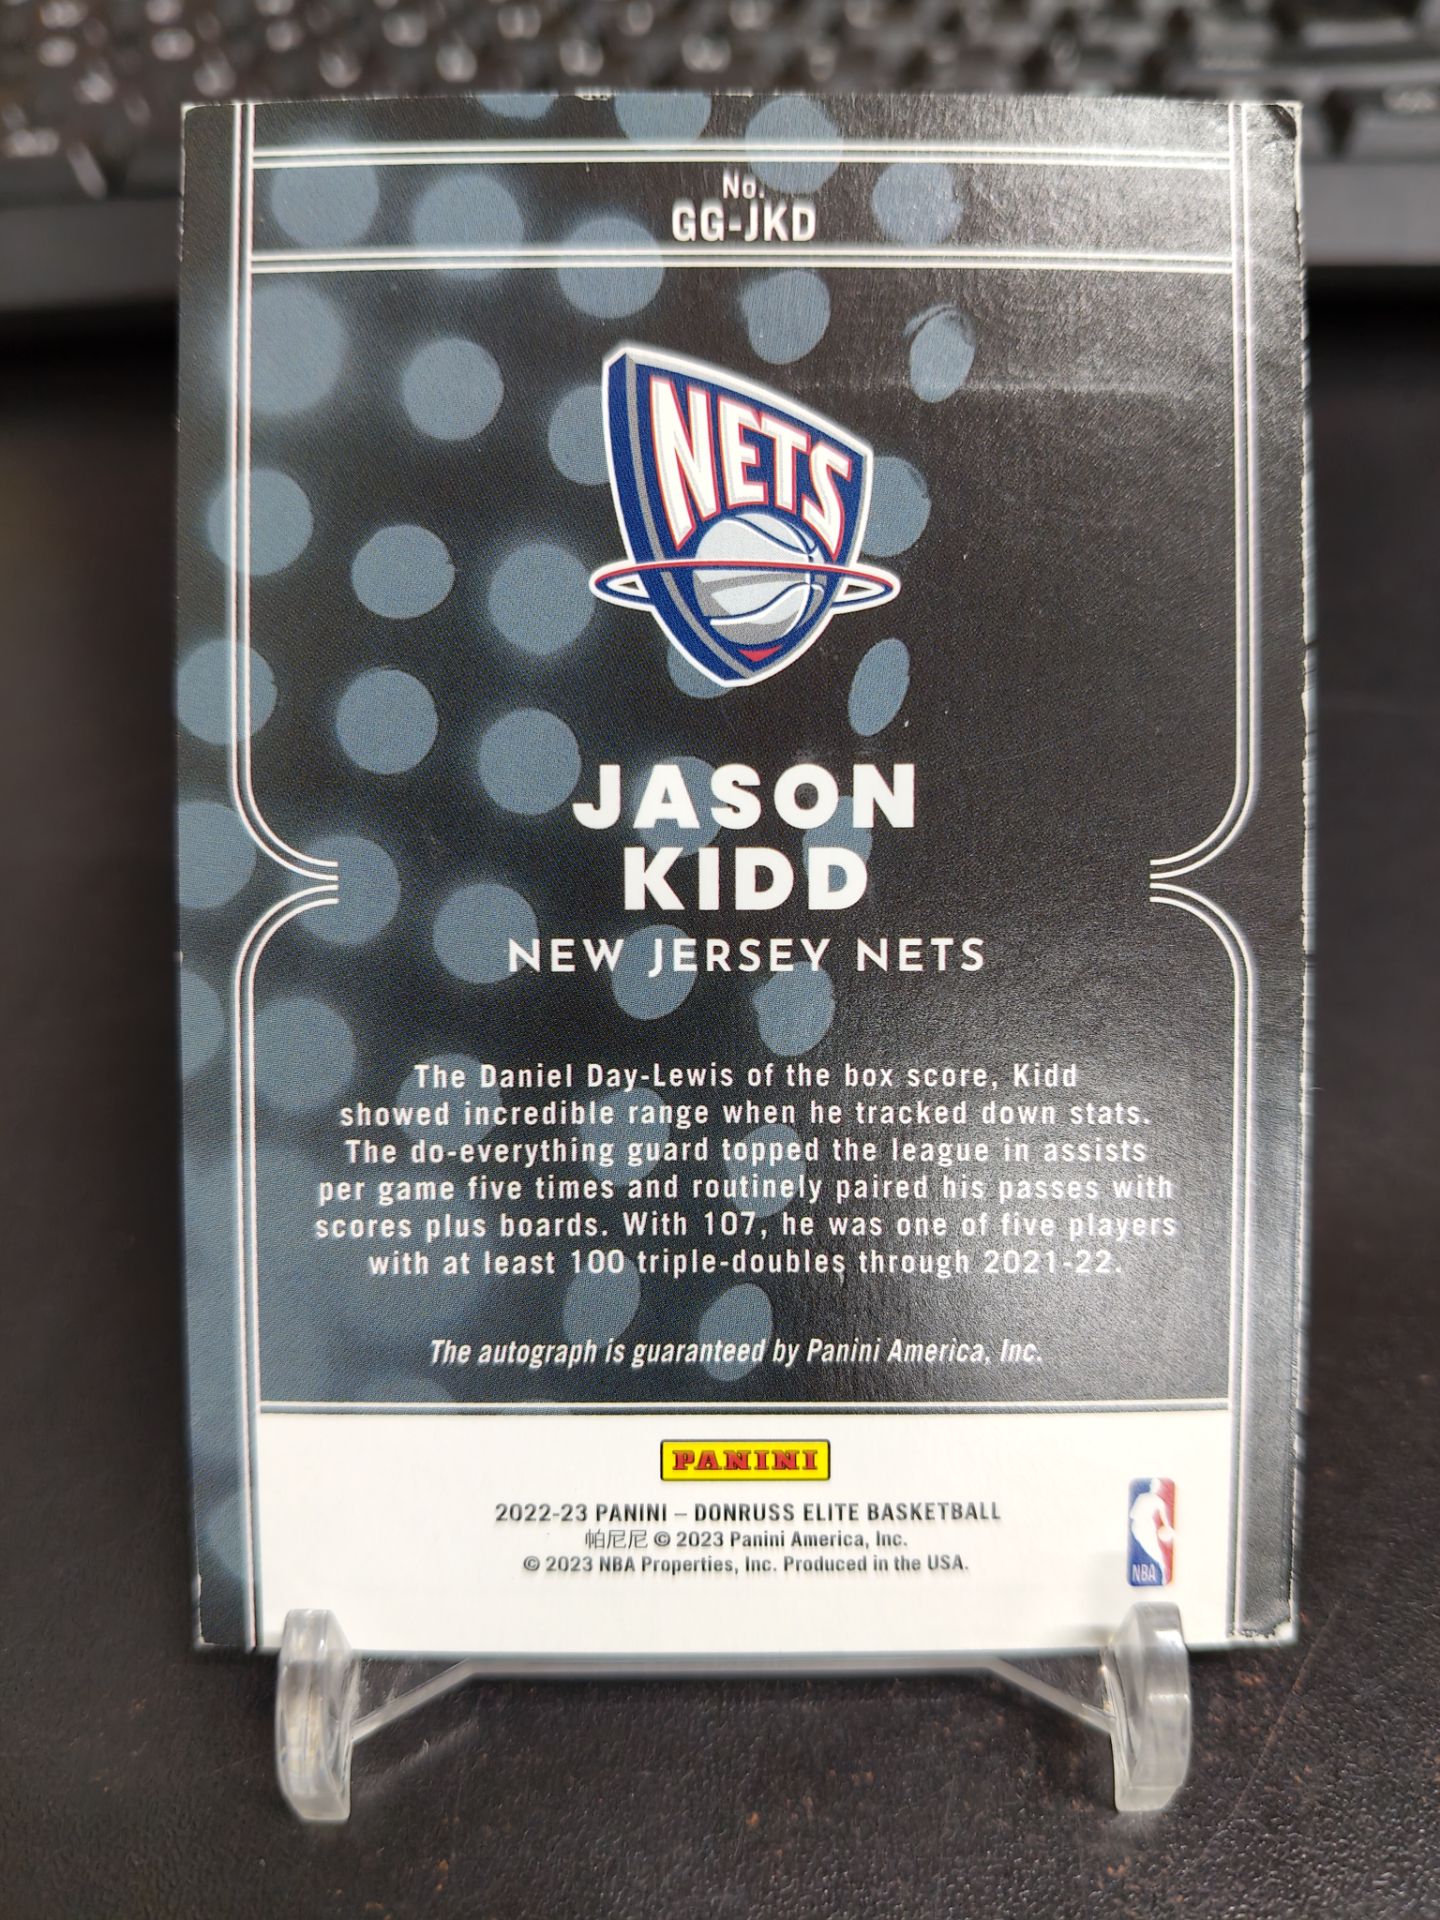 No.
GG-JKD
NETS
JASON
KIDD
NEW JERSEY NETS
The Daniel Day-Lewis of the box score, Kidd
showed incredible range when he tracked down stats.
The do-everything guard topped the league in assists
per game five times and routinely paired his passes with
scores plus boards. With 107, he was one of five players
with at least 100 triple-doubles through 2021-22.
The autograph is guaranteed by Panini America, Inc.
PANINI
2022-23 PANINI – DONRUSS ELITE BASKETBALL
帕尼尼 © 2023 Panini America, Inc.
© 2023 NBA Properties, Inc. Produced in the USA.
NBA